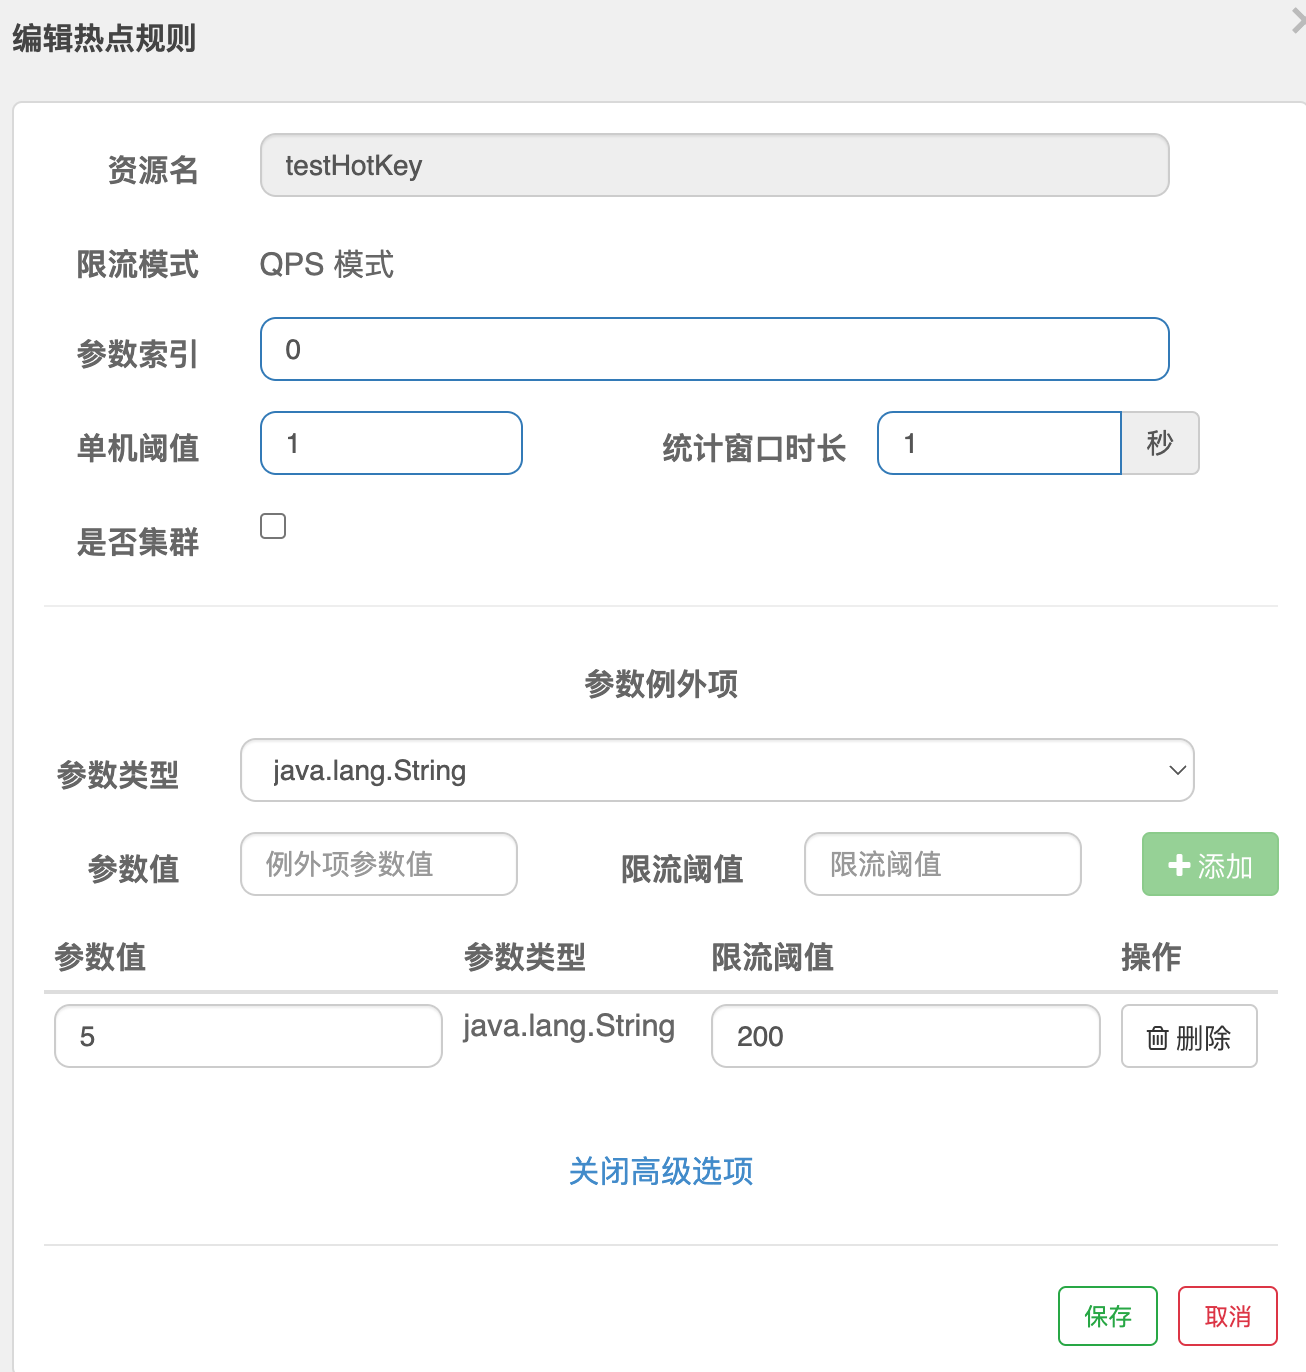 编辑热点规则
资源名 testHotKey
限流模式 QPS 模式
参数索引 0
单机阈值 1 统计窗口时长 1 秒
是否集群
参数例外项
参数类型 java.lang.String
参数值 例外项参数值 限流阈值 限流阈值 添加
参数值 参数类型 限流阈值 操作
5 java.lang.String 200 删除
关闭高级选项
保存 取消